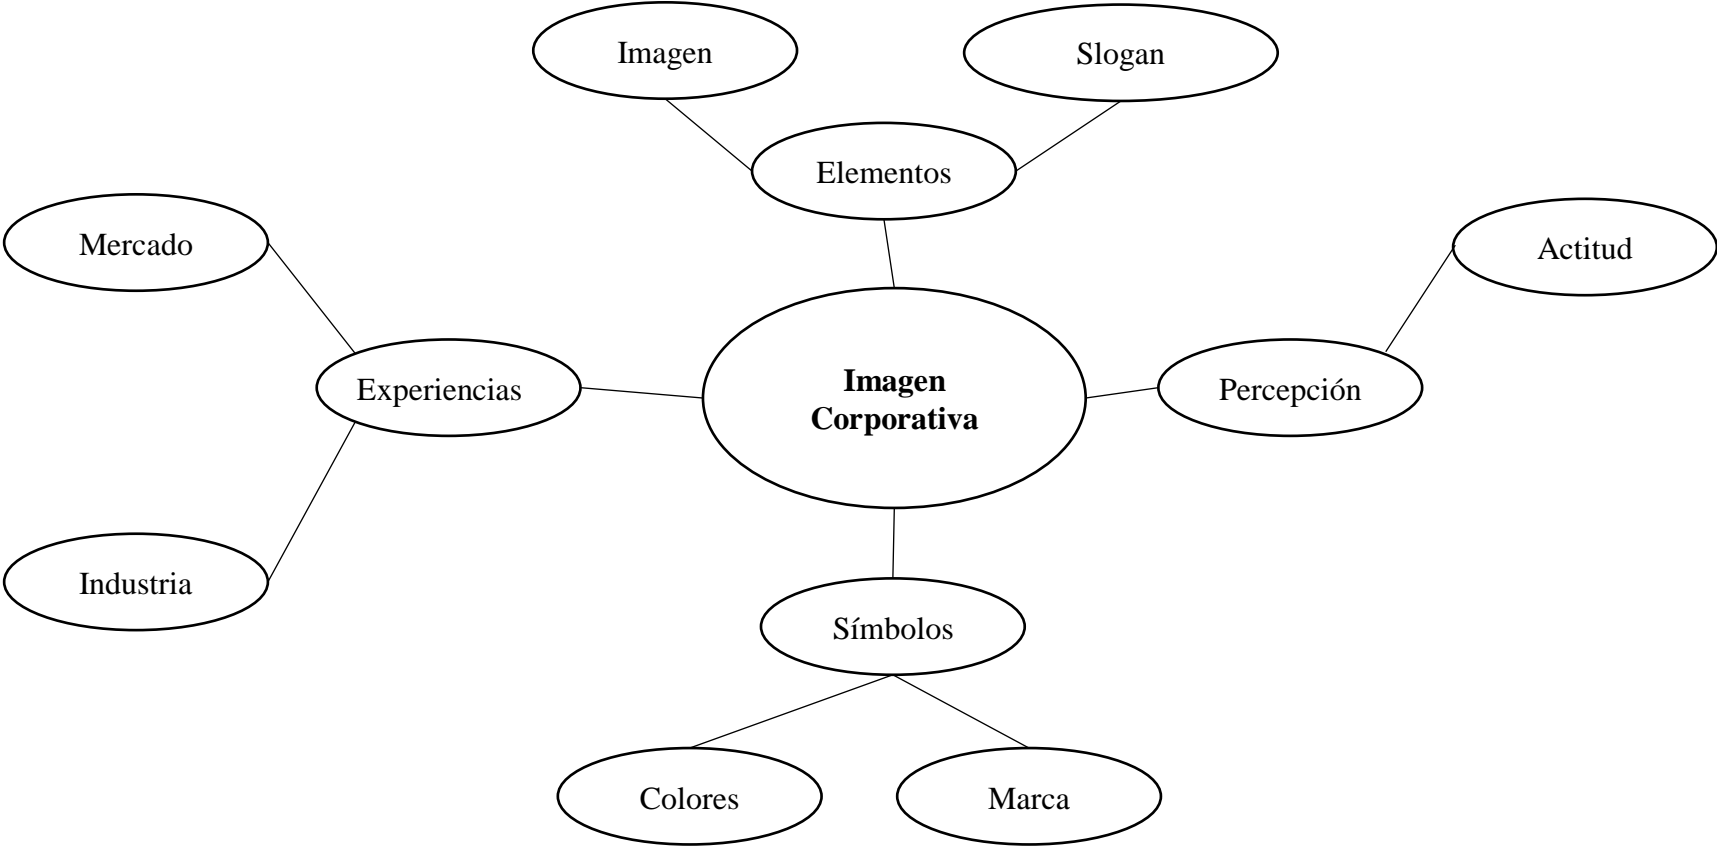 Imagen
Slogan
Elementos
Mercado
Actitud
Experiencias
Imagen
Corporativa
Percepción
Industria
Símbolos
Colores
Marca